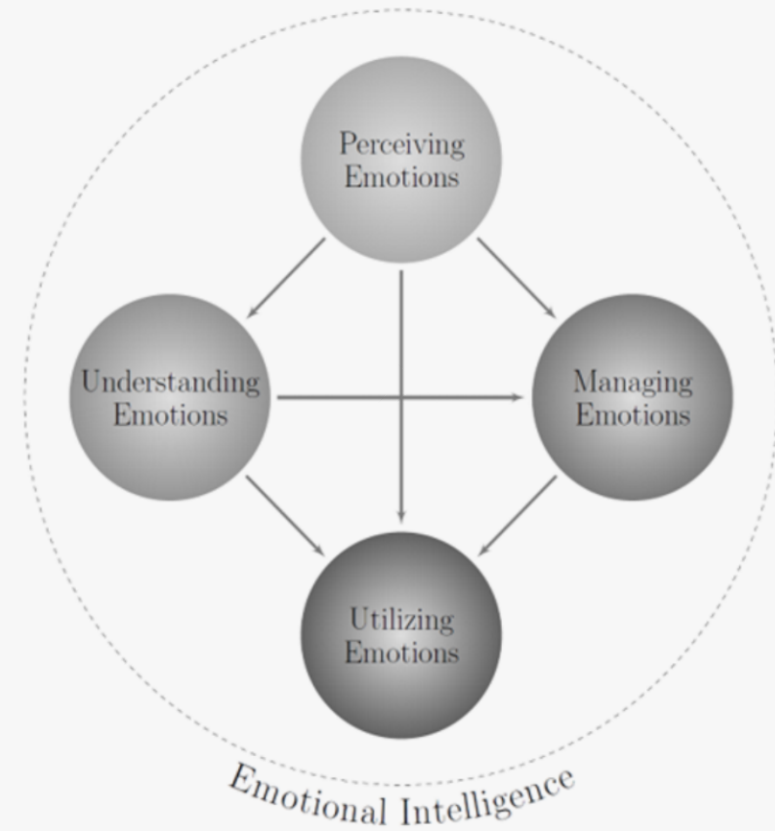 Perceiving
Emotions
Understanding
Emotions
Managing
Emotions
Utilizing
Emotions
Emotional Intelligence